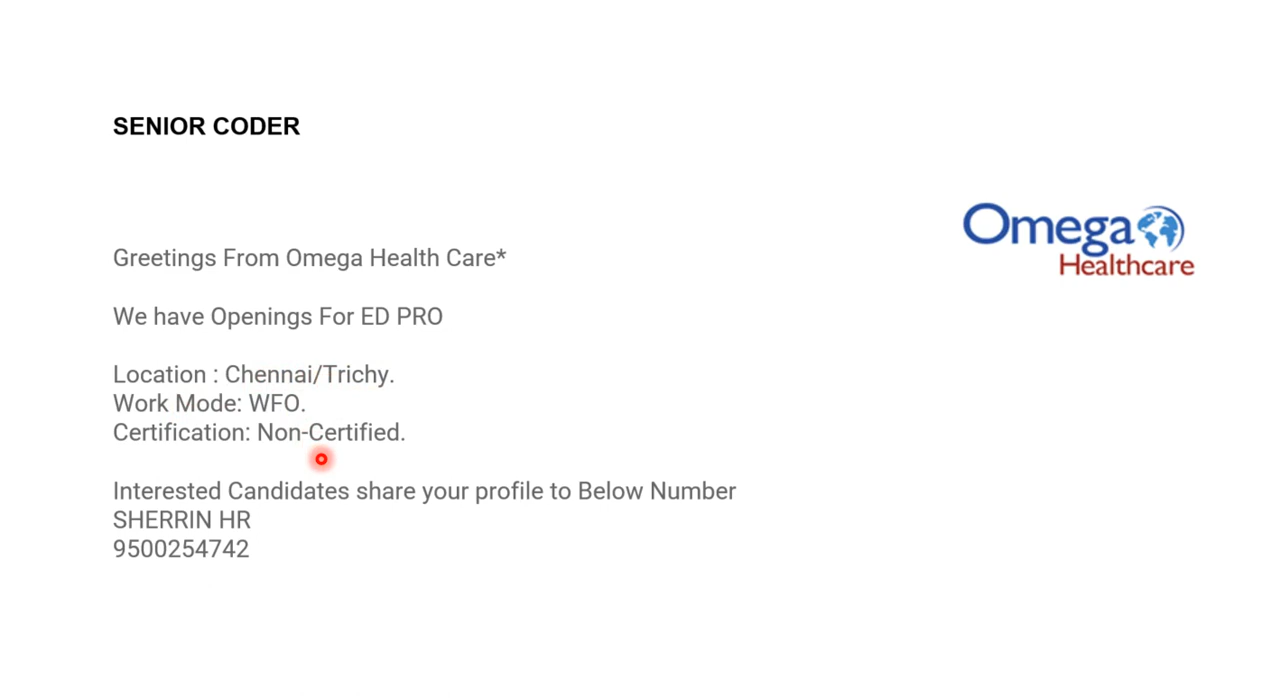 SENIOR CODER
Omega
Healthcare
Greetings From Omega Health Care*
We have Openings For ED PRO
Location : Chennai/Trichy.
Work Mode: WFO.
Certification: Non-Certified.
Interested Candidates share your profile to Below Number
SHERRIN HR
9500254742